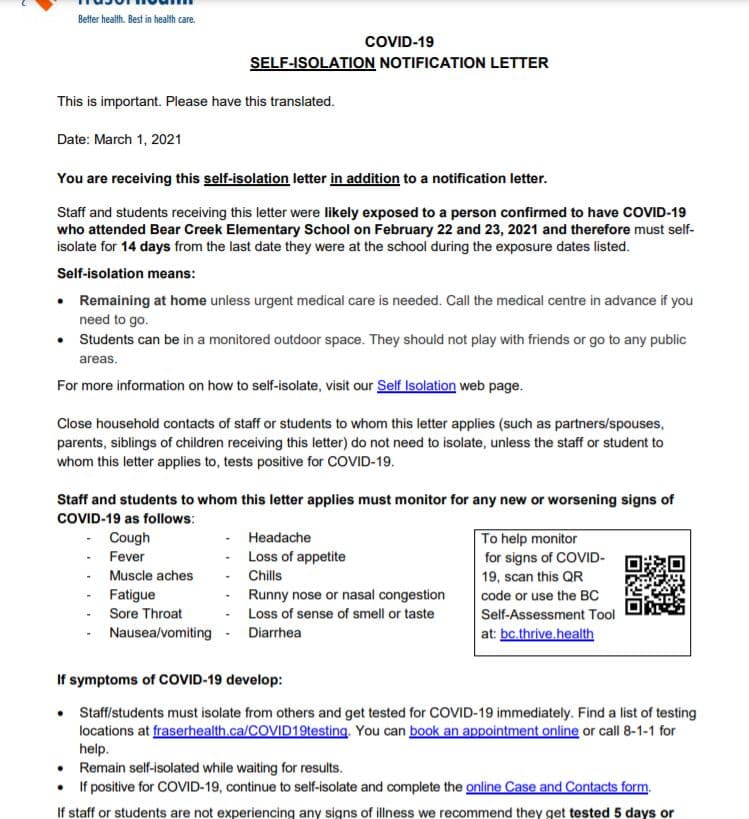 Better health. Best in health care.
COVID-19
SELF-ISOLATION NOTIFICATION LETTER
This is important. Please have this translated.
Date: March 1, 2021
You are receiving this self-isolation letter in addition to a notification letter.
Staff and students receiving this letter were likely exposed to a person confirmed to have COVID-19
who attended Bear Creek Elementary School on February 22 and 23, 2021 and therefore must self-
isolate for 14 days from the last date they were at the school during the exposure dates listed.
Self-isolation means:
• Remaining at home unless urgent medical care is needed. Call the medical centre in advance if you
need to go.
• Students can be in a monitored outdoor space. They should not play with friends or go to any public
areas.
For more information on how to self-isolate, visit our Self Isolation web page.
Close household contacts of staff or students to whom this letter applies (such as partners/spouses,
parents, siblings of children receiving this letter) do not need to isolate, unless the staff or student to
whom this letter applies to, tests positive for COVID-19.
Staff and students to whom this letter applies must monitor for any new or worsening signs of
COVID-19 as follows:
- Cough
- Fever
- Muscle aches
- Fatigue
- Sore Throat
- Nausea/vomiting
- Headache
- Loss of appetite
- Chills
- Runny nose or nasal congestion
- Loss of sense of smell or taste
- Diarrhea
To help monitor
for signs of COVID-
19, scan this QR
code or use the BC
Self-Assessment Tool
at: bc.thrive.health
If symptoms of COVID-19 develop:
• Staff/students must isolate from others and get tested for COVID-19 immediately. Find a list of testing
locations at fraserhealth.ca/COVID19testing. You can book an appointment online or call 8-1-1 for
help.
• Remain self-isolated while waiting for results.
• If positive for COVID-19, continue to self-isolate and complete the online Case and Contacts form.
If staff or students are not experiencing any signs of illness we recommend they get tested 5 days or